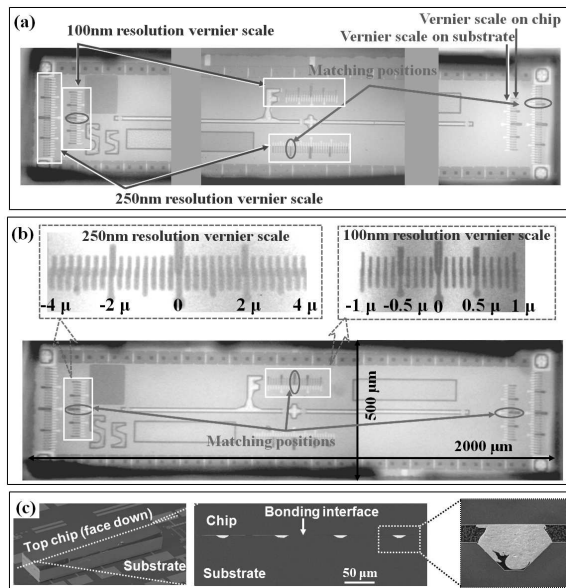 (a)
100nm resolution vernier scale
Vernier scale on chip
Vernier scale on substrate
Matching positions
250nm resolution vernier scale
(b)
250nm resolution vernier scale
100nm resolution vernier scale
-4 μ -2 μ 0 2 μ 4 μ
-1 μ -0.5 μ 0 0.5 μ 1 μ
500 μm
Matching positions
2000 μm
(c)
Top chip (face down)
Substrate
Chip
Bonding interface
Substrate
50 μm